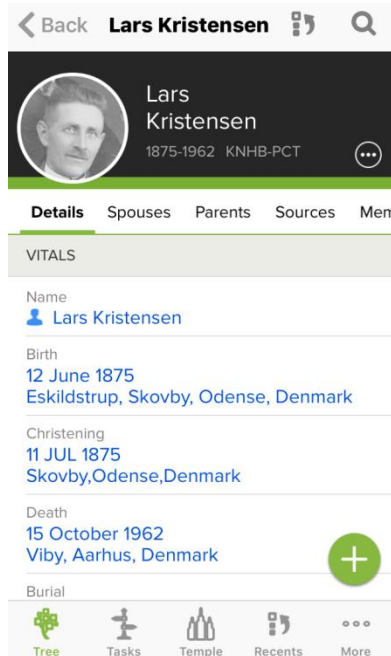 Back Lars Kristensen
Lars
Kristensen
1875-1962 KNHB-PCT
Details Spouses Parents Sources Mem
VITALS
Name
Lars Kristensen
Birth
12 June 1875
Eskildstrup, Skovby, Odense, Denmark
Christening
11 JUL 1875
Skovby,Odense,Denmark
Death
15 October 1962
Viby, Aarhus, Denmark
Burial
Tree Tasks Temple Recents More